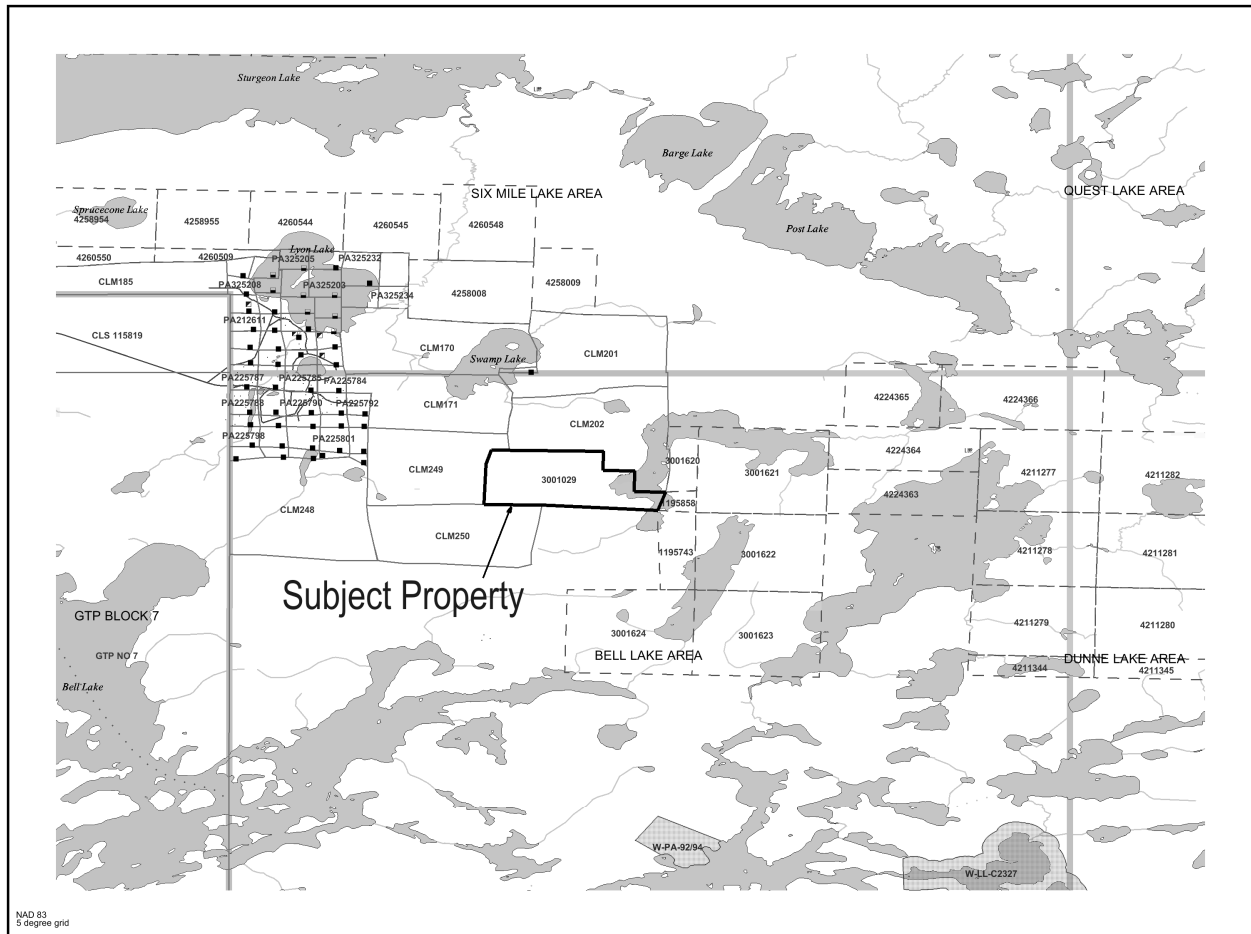 Sturgeon Lake
LUP
Barge Lake
SIX MILE LAKE AREA
QUEST LAKE AREA
Sprucecone Lake
4258954
4258955
4260544
4260545
4260548
Post Lake
Lyon Lake
4260550
4260509
PA325205
PA325232
CLM185
PA325208
PA325203
PA325234
4258008
4258009
PA212611
CLS 115819
CLM170
Swamp Lake
CLM201
PA225787
PA225785
PA225784
4224365
4224366
PA225783
PA225790
PA225792
CLM171
CLM202
PA225798
PA225801
4224364
3001620
3001621
4211277
4211282
CLM249
3001029
4224363
1195858
CLM248
CLM250
1195743
3001622
4211278
4211281
Subject Property
GTP BLOCK 7
3001624
3001623
4211279
4211280
GTP NO 7
BELL LAKE AREA
DUNNE LAKE AREA
4211344
4211345
Bell Lake
W-PA-92/94
W-LL-C2327
NAD 83
5 degree grid